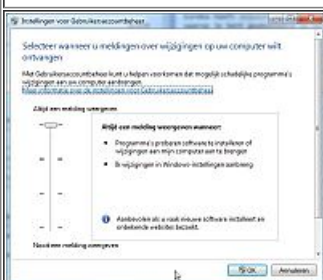 Instellingen voor Gebruikersaccountbeheer
Selecteer wanneer u meldingen over wijzigingen op uw computer wilt
ontvangen
Met Gebruikersaccountbeheer kunt u helpen voorkomen dat mogelijk schadelijke programma's
wijzigingen aan uw computer aanbrengen.
Meer informatie over de instellingen voor Gebruikersaccountbeheer
Altijd een melding weergeven
Altijd een melding weergeven wanneer:
Programma's proberen software te installeren of
wijzigingen aan mijn computer aan te brengen
Ik wijzigingen in Windows-instellingen aanbreng
Aanbevolen als u vaak nieuwe software installeert en
onbekende websites bezoekt.
Nooit een melding weergeven
OK
Annuleren